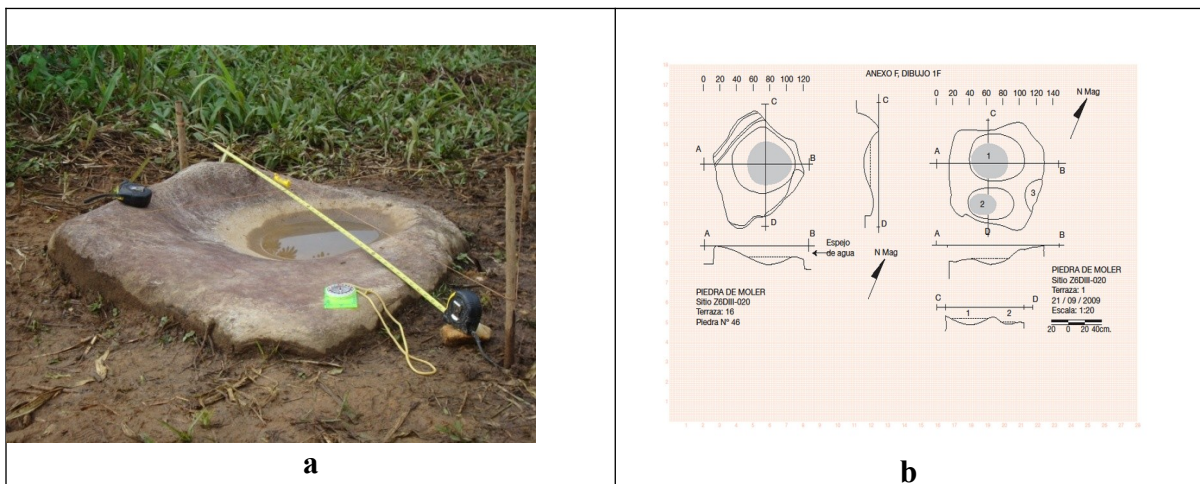 ANEXO F, DIBUJO 1F
0 20 40 60 80 100 120
C
A B
D
A B
C
D
Espejo
de agua
N Mag
PIEDRA DE MOLER
Sitio Z6DIII-020
Terraza: 16
Piedra Nº 46
0 20 40 60 80 100 120 140
N Mag
C
A 1 B
3
2
D
A B
C D
1 2
PIEDRA DE MOLER
Sitio Z6DIII-020
Terraza: 1
21 / 09 / 2009
Escala: 1:20
20 0 20 40cm.
a
b